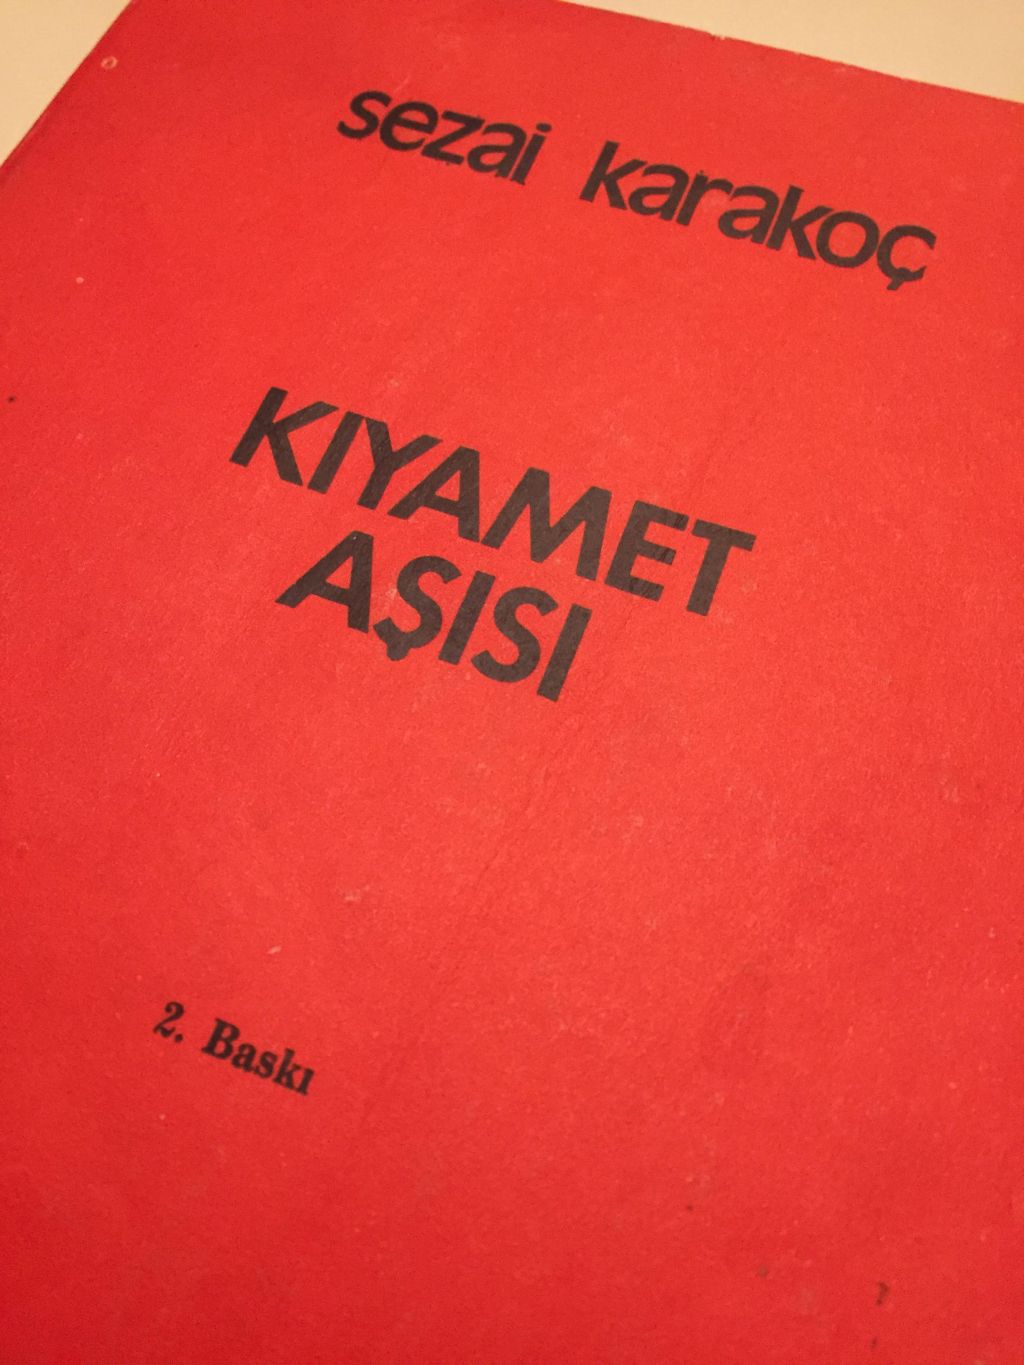 sezai karakoç
KIYAMET
AŞISI
2. Baskı